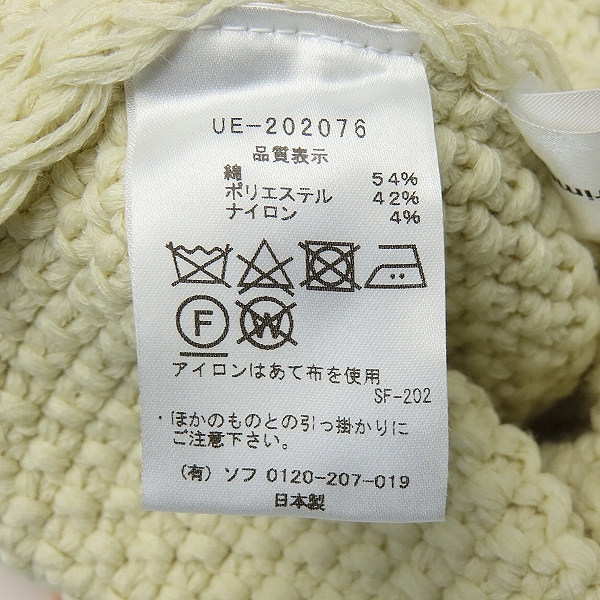 UE-202076
品質表示
綿 54%
ポリエステル 42%
ナイロン 4%
F W
アイロンはあて布を使用
SF-202
・ほかのものとの引っ掛かりに
ご注意下さい。
(有) ソフ 0120-207-019
日本製